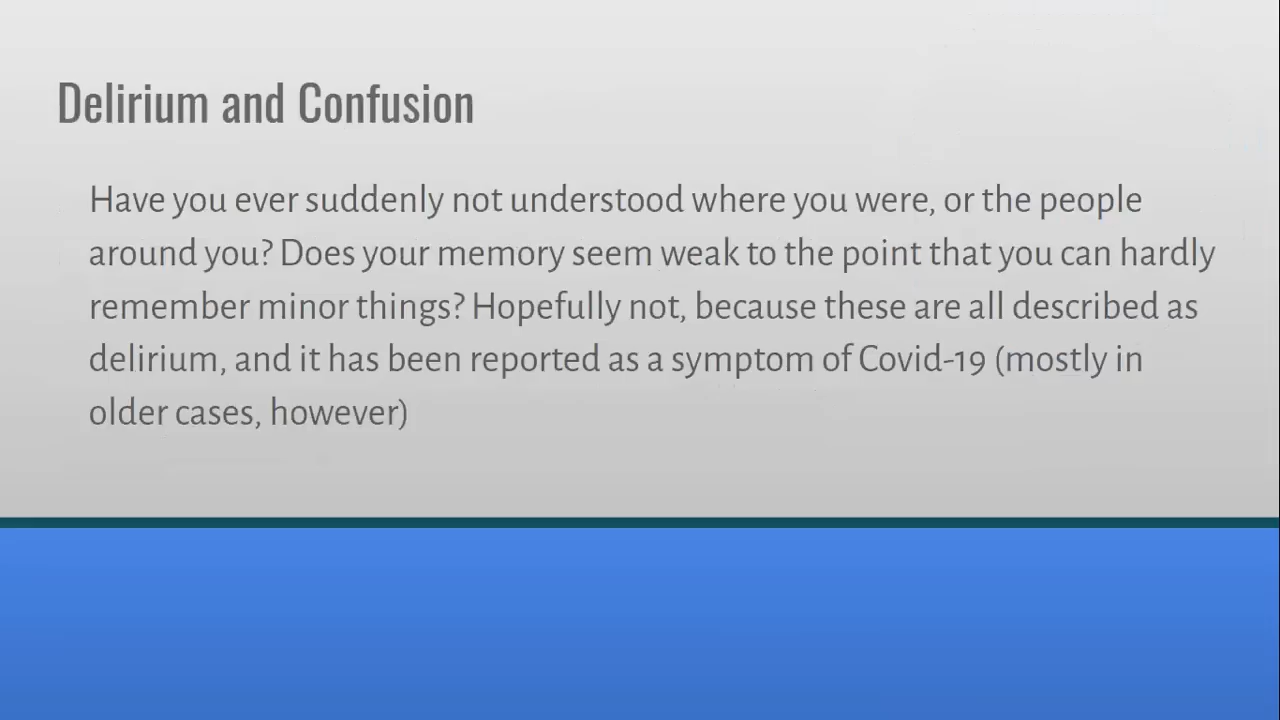 Delirium and Confusion
Have you ever suddenly not understood where you were, or the people
around you? Does your memory seem weak to the point that you can hardly
remember minor things? Hopefully not, because these are all described as
delirium, and it has been reported as a symptom of Covid-19 (mostly in
older cases, however)